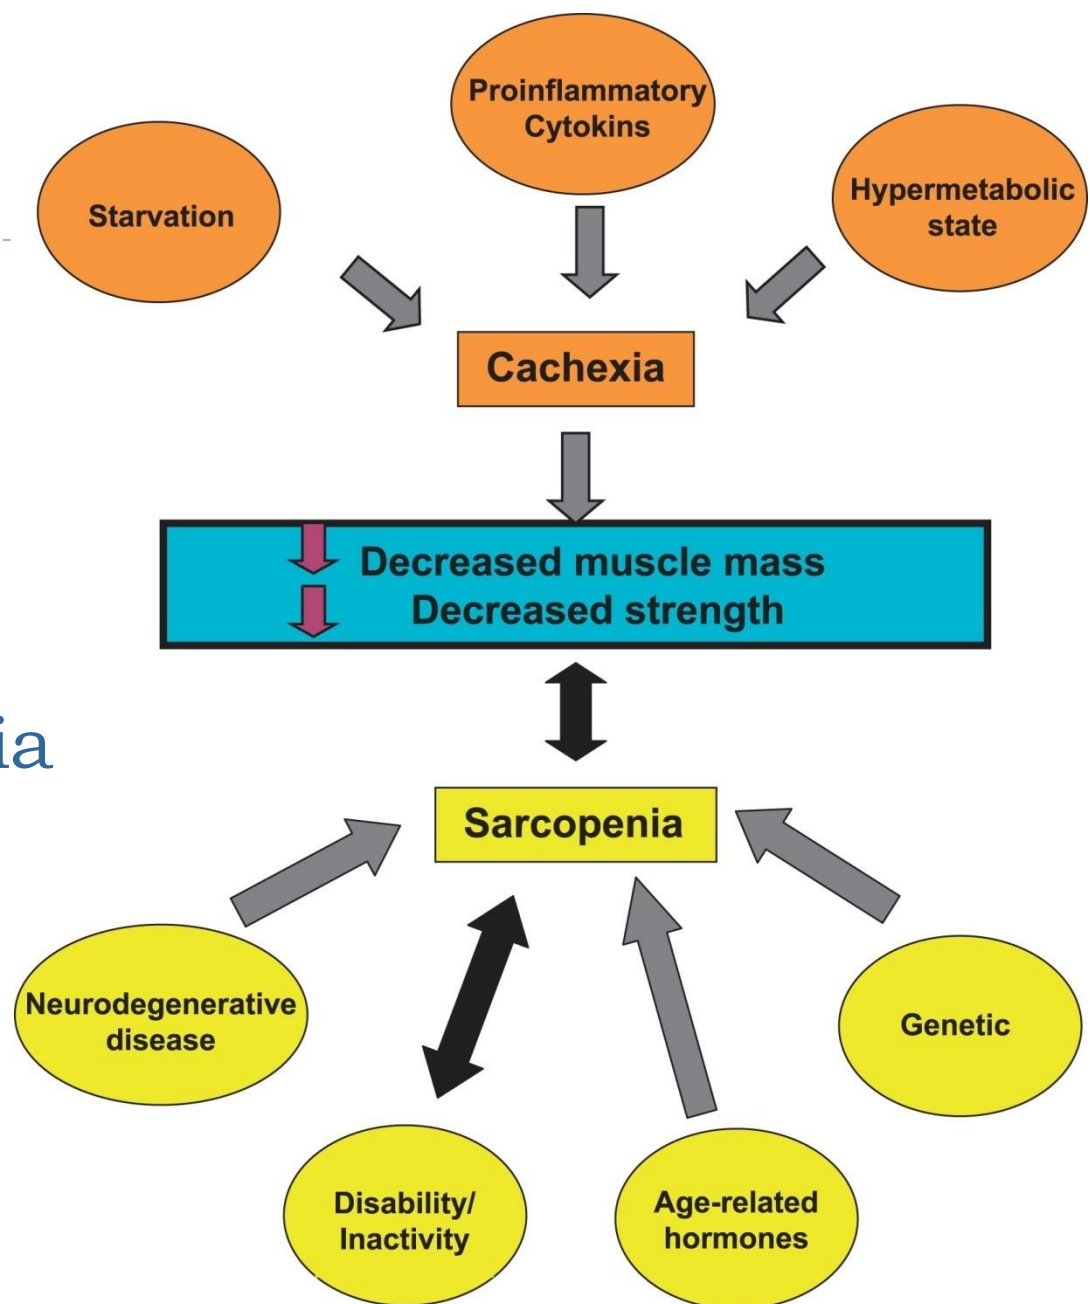 Proinflammatory
Cytokins
Starvation
Hypermetabolic
state
Cachexia
Decreased muscle mass
Decreased strength
ia
Sarcopenia
Neurodegenerative
disease
Genetic
Disability/
Inactivity
Age-related
hormones